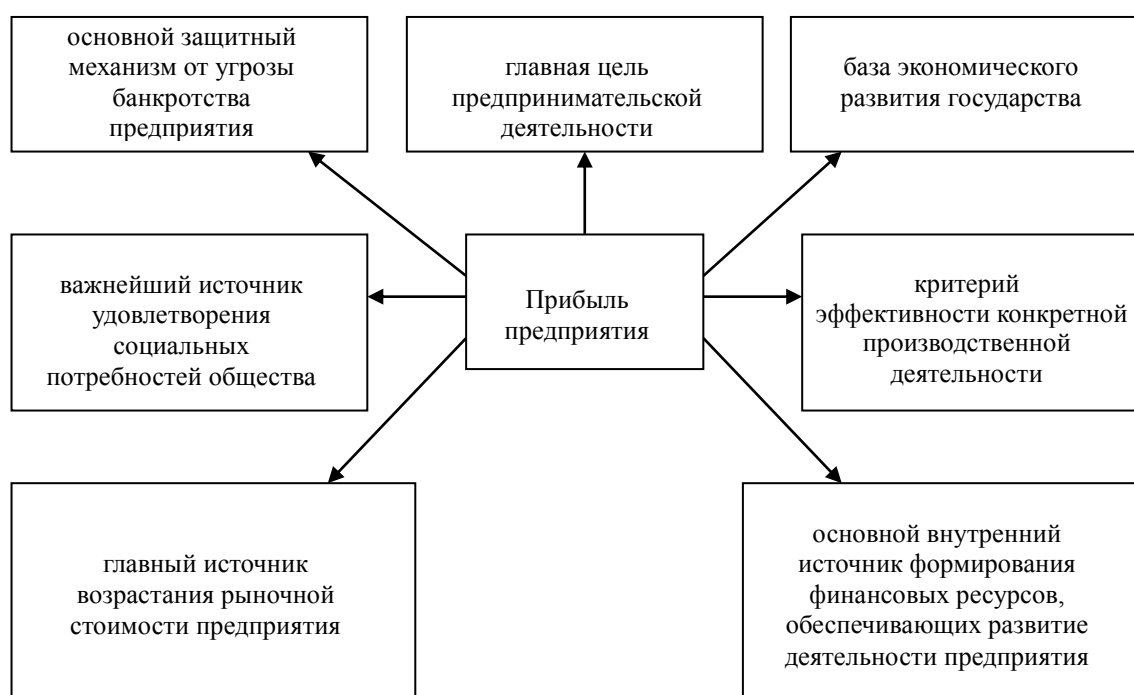 основной защитный
механизм от угрозы
банкротства
предприятия
главная цель
предпринимательской
деятельности
база экономического
развития государства
важнейший источник
удовлетворения
социальных
потребностей общества
Прибыль
предприятия
критерий
эффективности конкретной
производственной
деятельности
главный источник
возрастания рыночной
стоимости предприятия
основной внутренний
источник формирования
финансовых ресурсов,
обеспечивающих развитие
деятельности предприятия